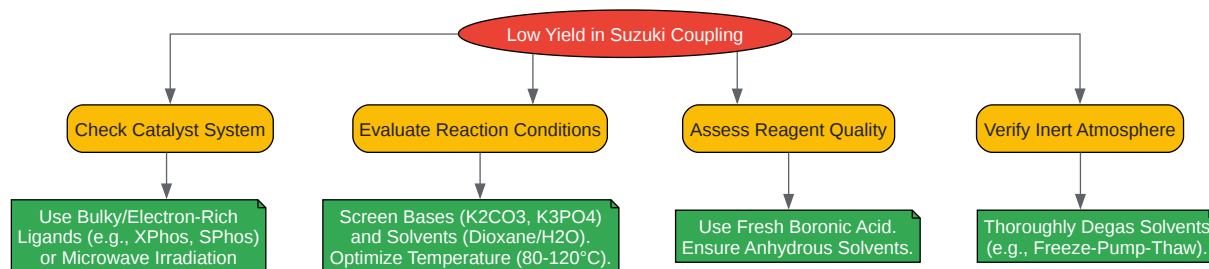 Low Yield in Suzuki Coupling
Check Catalyst System
Evaluate Reaction Conditions
Assess Reagent Quality
Verify Inert Atmosphere
Use Bulky/Electron-Rich
Ligands (e.g., XPhos, SPhos)
or Microwave Irradiation
Screen Bases (K2CO3, K3PO4)
and Solvents (Dioxane/H2O).
Optimize Temperature (80-120°C).
Use Fresh Boronic Acid.
Ensure Anhydrous Solvents.
Thoroughly Degas Solvents
(e.g., Freeze-Pump-Thaw).